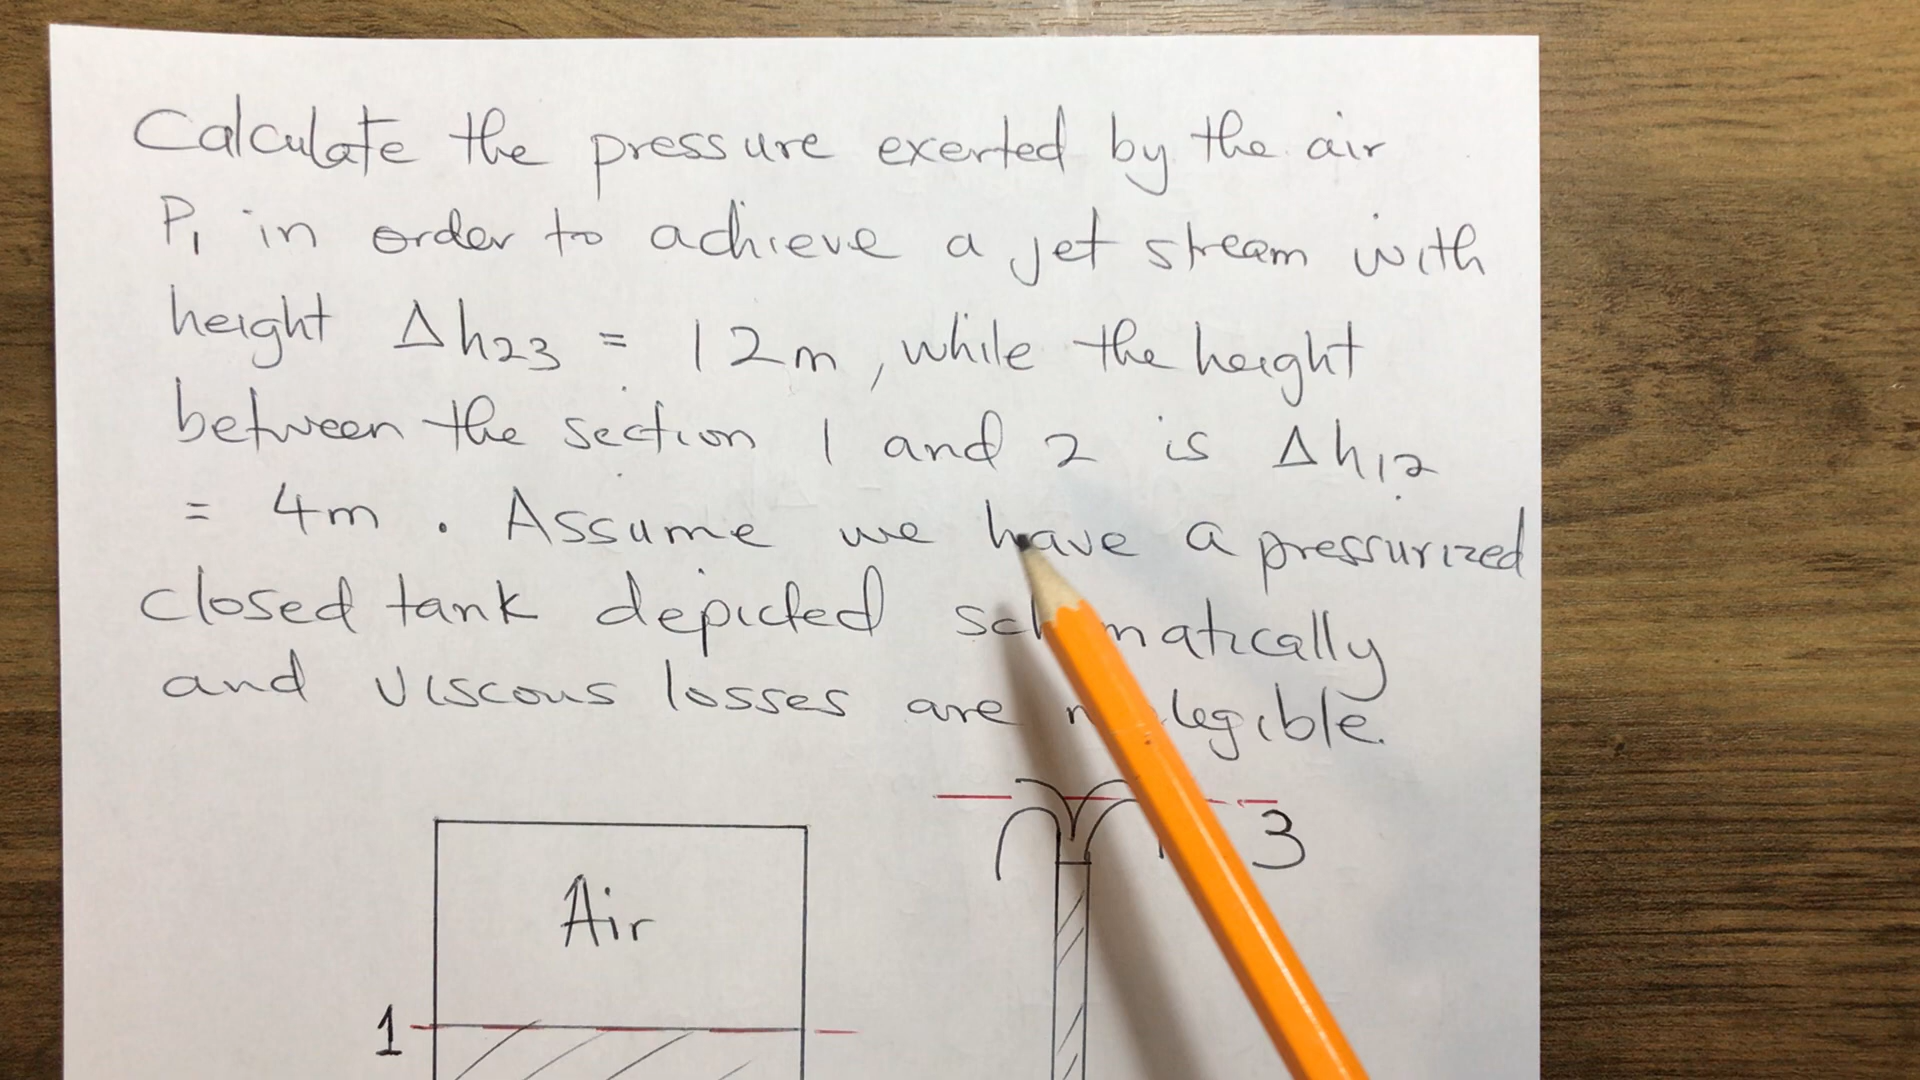 Calculate the pressure exerted by the air
P1 in order to achieve a jet stream with
height Δh23 = 12m, while the height
between the section 1 and 2 is Δh12
= 4m. Assume we have a pressurized
closed tank depicted schematically
and viscous losses are neglegible.
3
Air
1